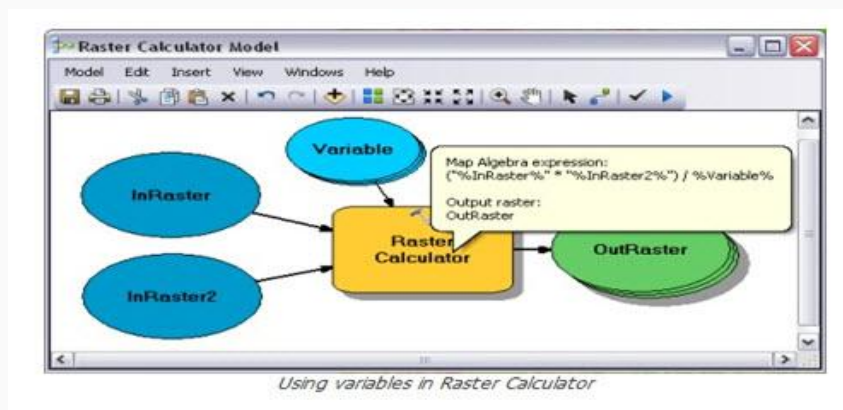 Raster Calculator Model
Model Edit Insert View Windows Help
Variable
InRaster
InRaster2
Raster
Calculator
Map Algebra expression:
("%InRaster%" * "%InRaster2%") / %Variable%
Output raster:
OutRaster
OutRaster
Using variables in Raster Calculator